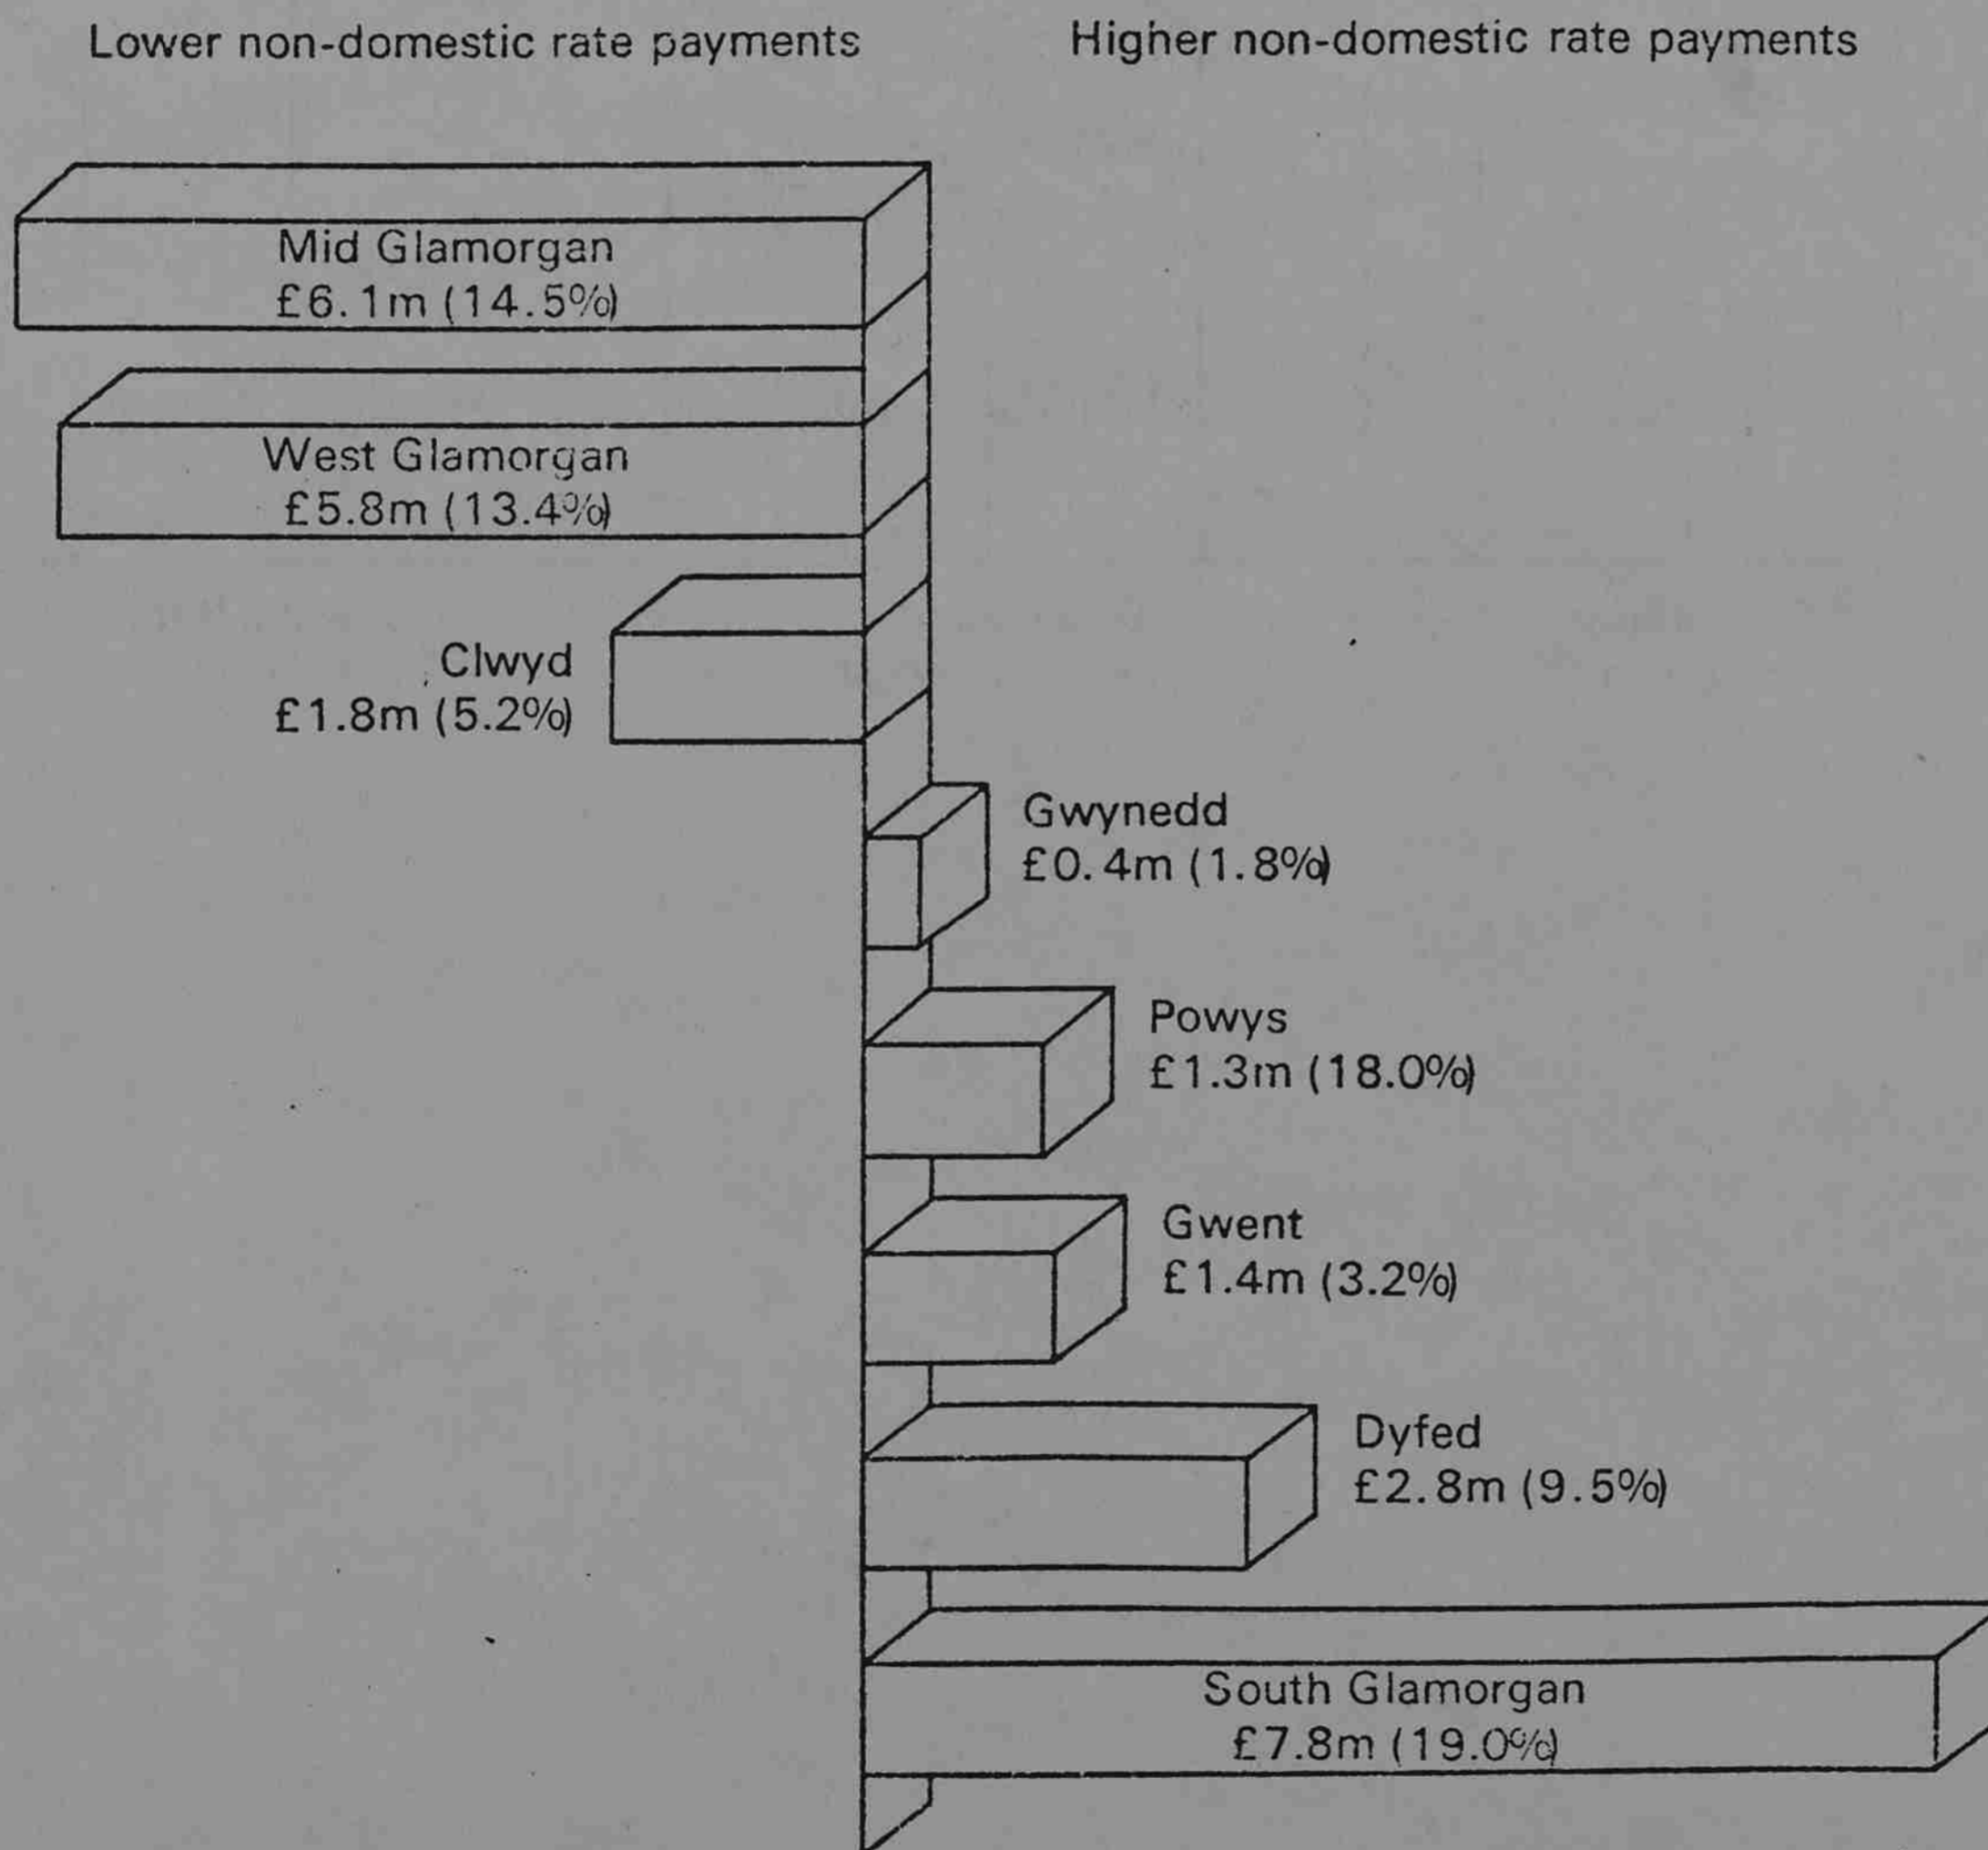 Lower non-domestic rate payments
Higher non-domestic rate payments
Mid Glamorgan
£6.1m (14.5%)
West Glamorgan
£5.8m (13.4%)
Clwyd
£1.8m (5.2%)
Gwynedd
£0.4m (1.8%)
Powys
£1.3m (18.0%)
Gwent
£1.4m (3.2%)
Dyfed
£2.8m (9.5%)
South Glamorgan
£7.8m (19.0%)